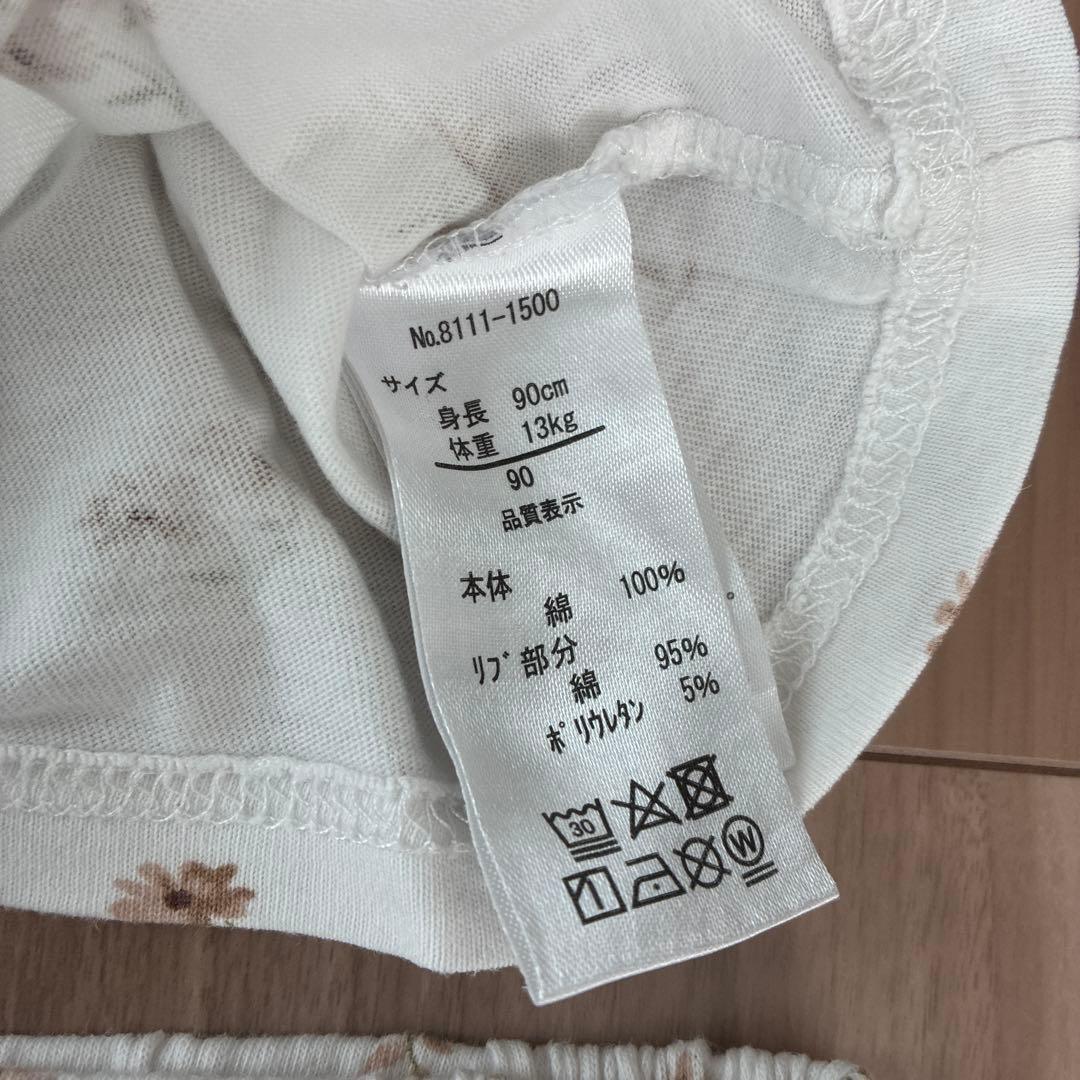 No.8111-1500
サイズ
身長 90cm
体重 13kg
90
品質表示
本体
綿 100%
リブ部分
綿 95%
ポリウレタン 5%
30
W